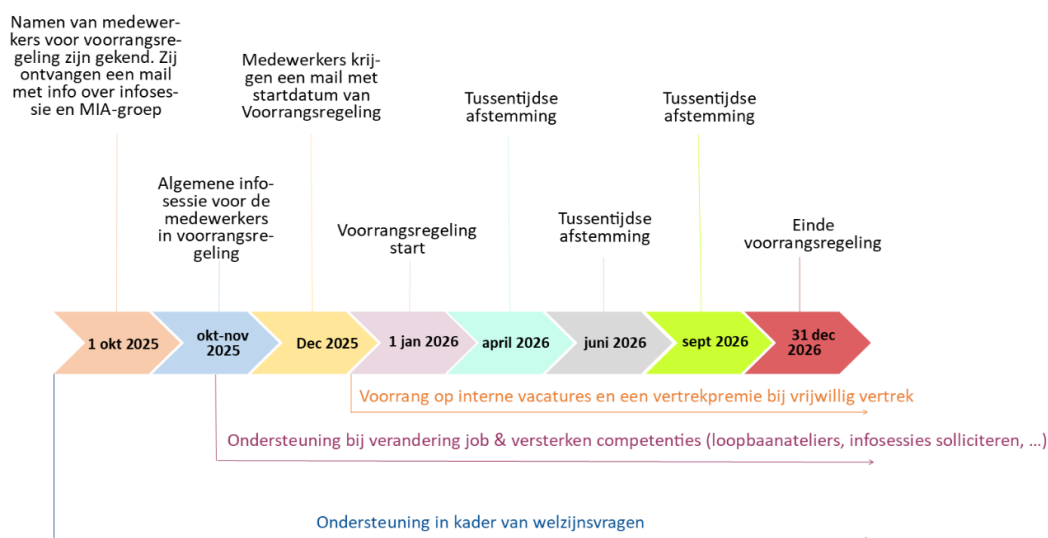 Namen van medewer-
kers voor voorrangsre-
geling zijn gekend. Zij
ontvangen een mail
met info over infoses-
sie en MIA-groep
Medewerkers krij-
gen een mail met
startdatum van
Voorrangsregeling
Tussentijdse
afstemming
Tussentijdse
afstemming
Algemene info-
sessie voor de
medewerkers
in voorrangsre-
geling
Voorrangsregeling
start
Tussentijdse
afstemming
Einde
voorrangsregeling
1 okt 2025
okt-nov
2025
Dec 2025
1 jan 2026
april 2026
juni 2026
sept 2026
31 dec
2026
Voorrang op interne vacatures en een vertrekpremie bij vrijwillig vertrek
Ondersteuning bij verandering job & versterken competenties (loopbaanateliers, infosessies solliciteren, ...)
Ondersteuning in kader van welzijnsvragen